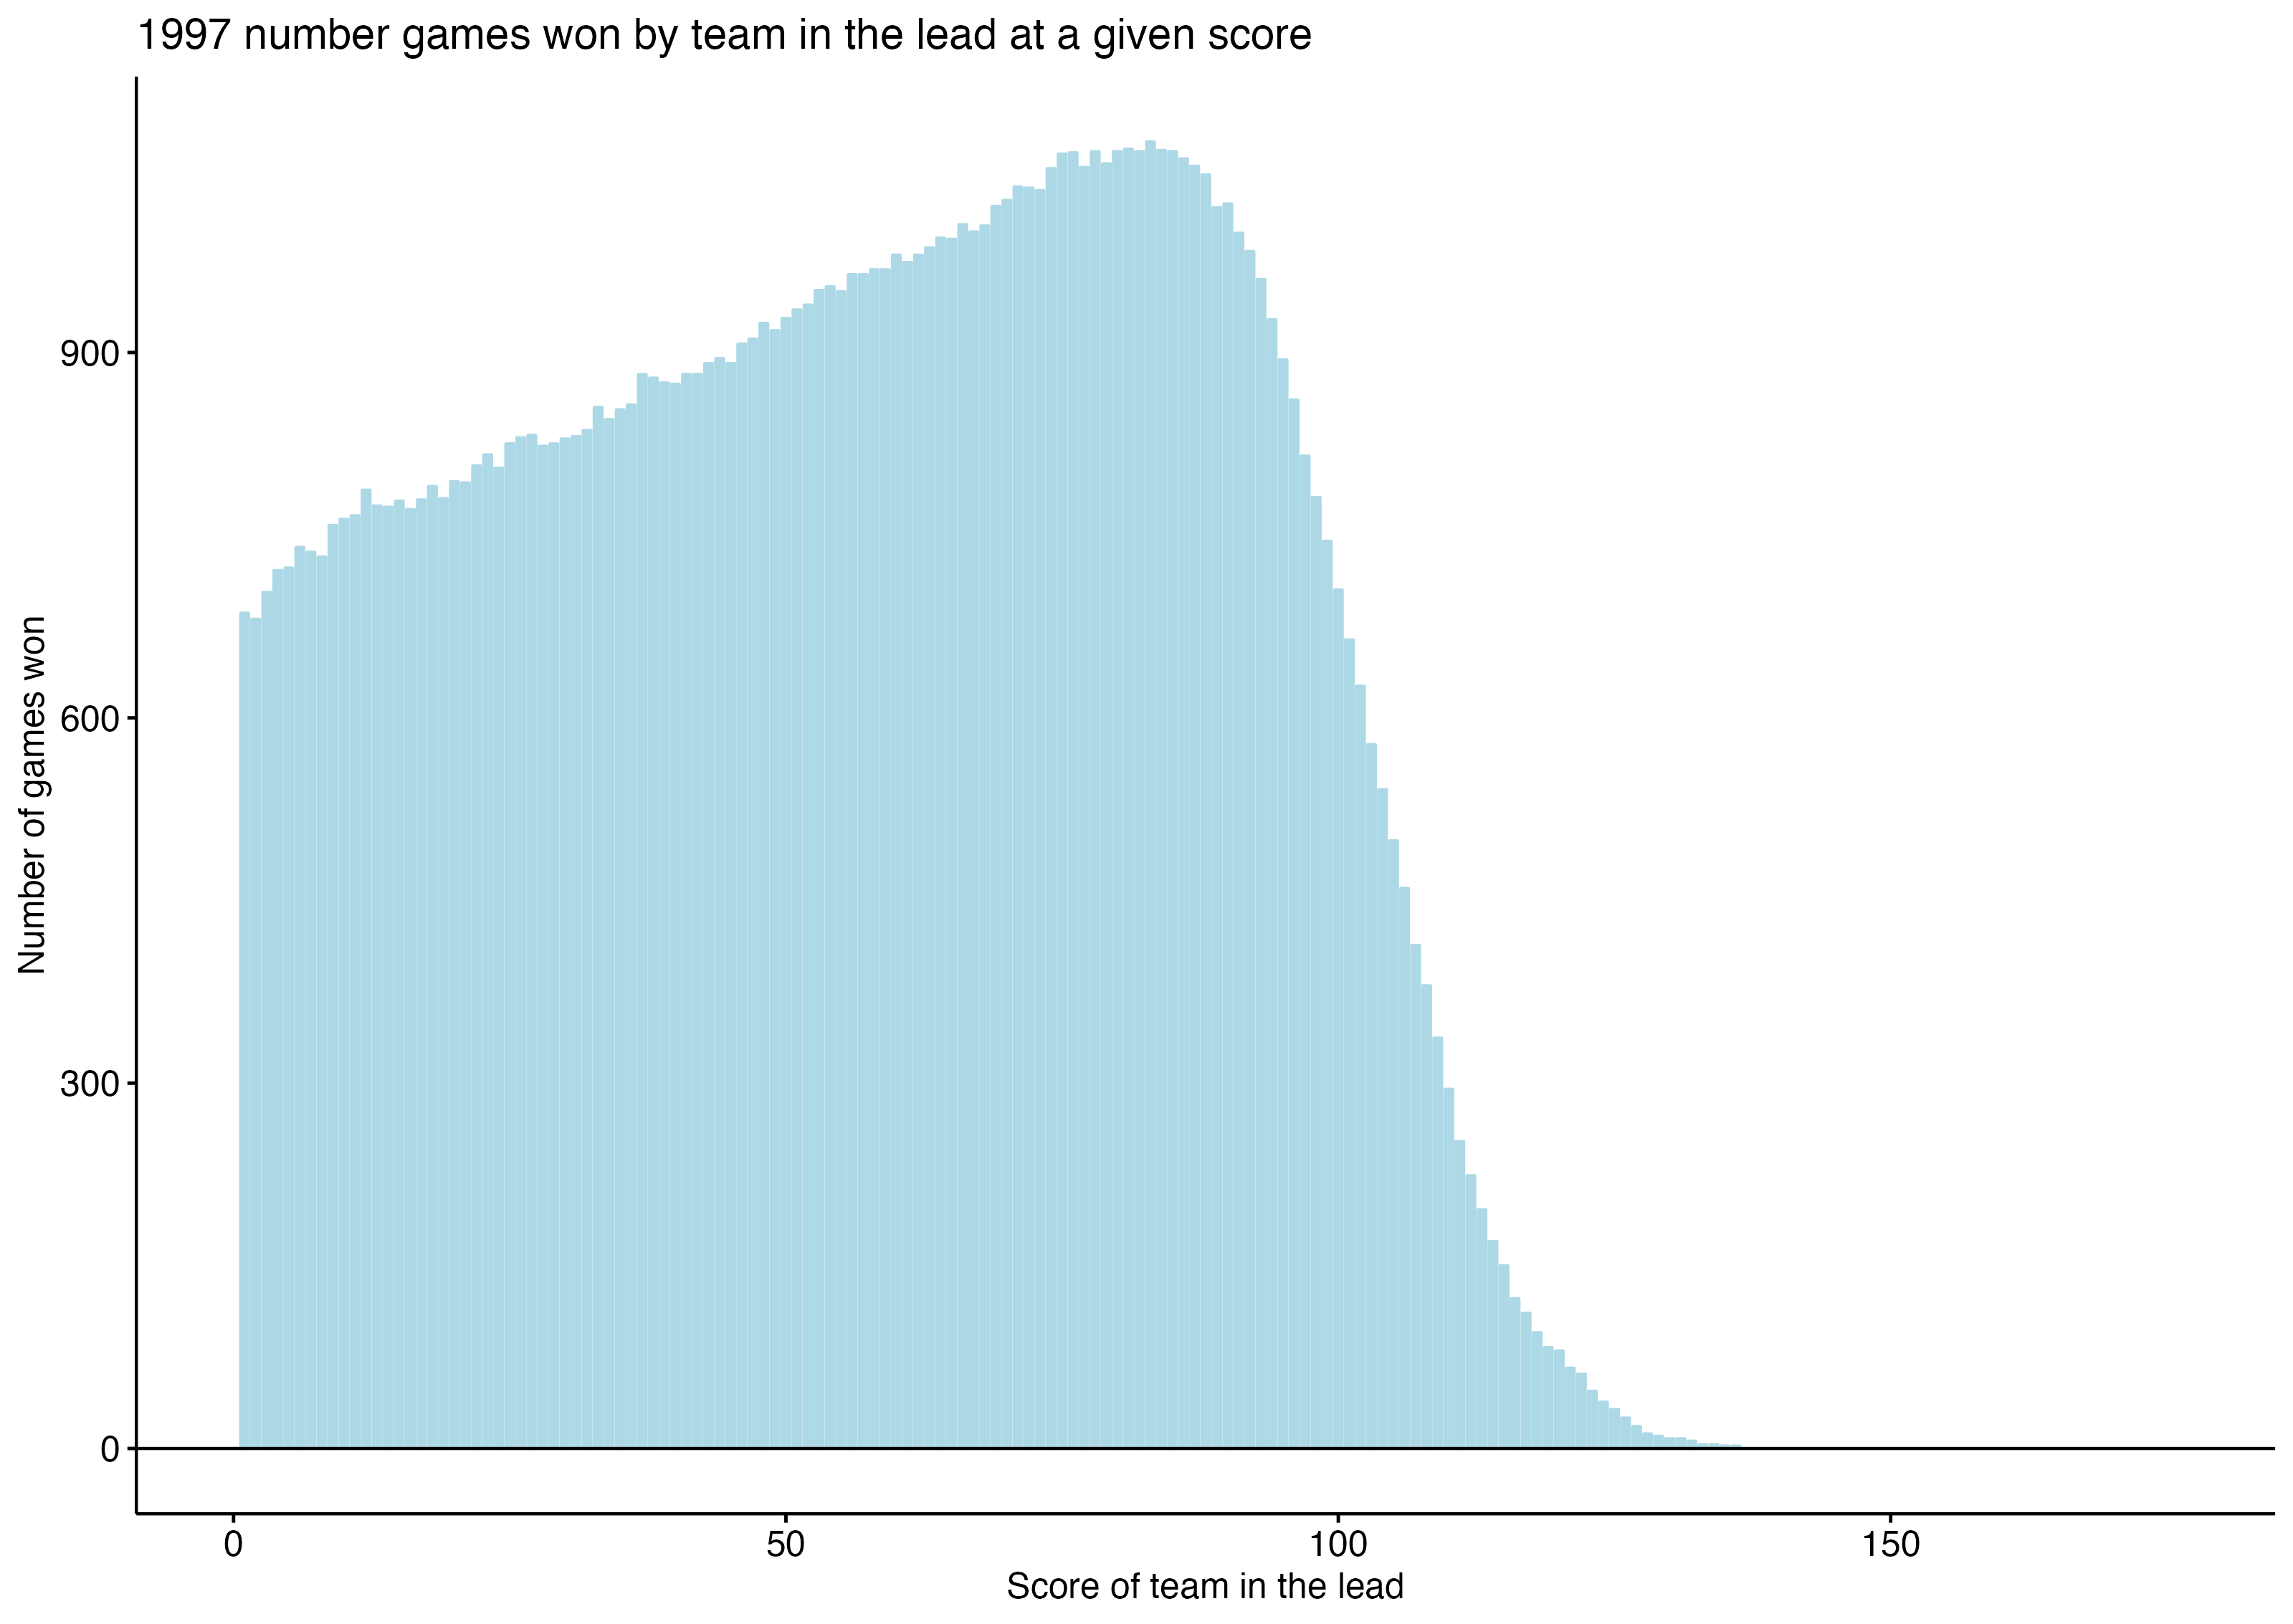 1997 number games won by team in the lead at a given score
Number of games won
900
600
300
0
0 50 100 150
Score of team in the lead